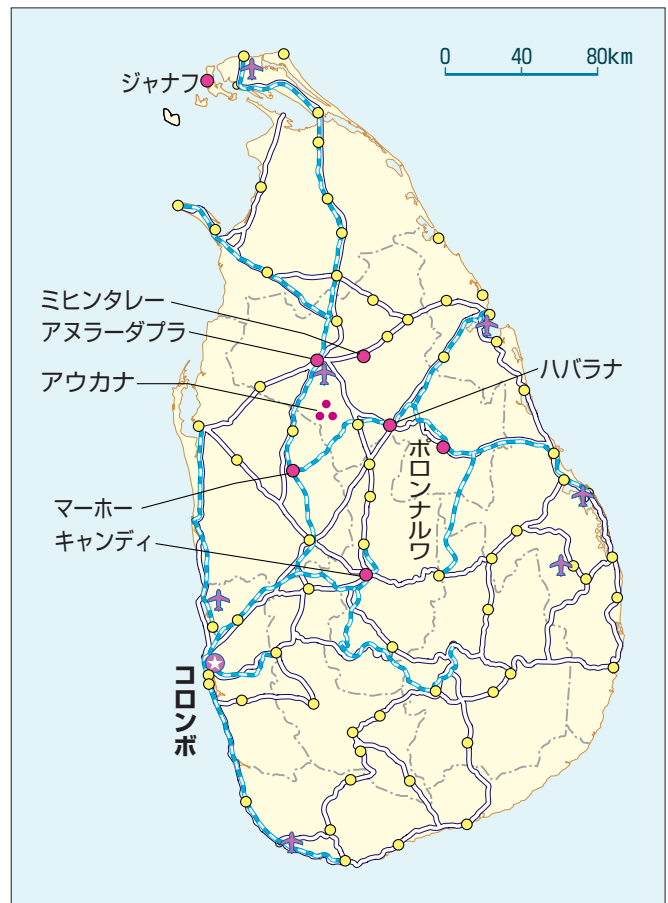 0 40 80km
ジャナフ
ミヒンタレー
アヌラーダプラ
アウカナ
ハバラナ
ポロンナルワ
マーホー
キャンディ
コロンボ